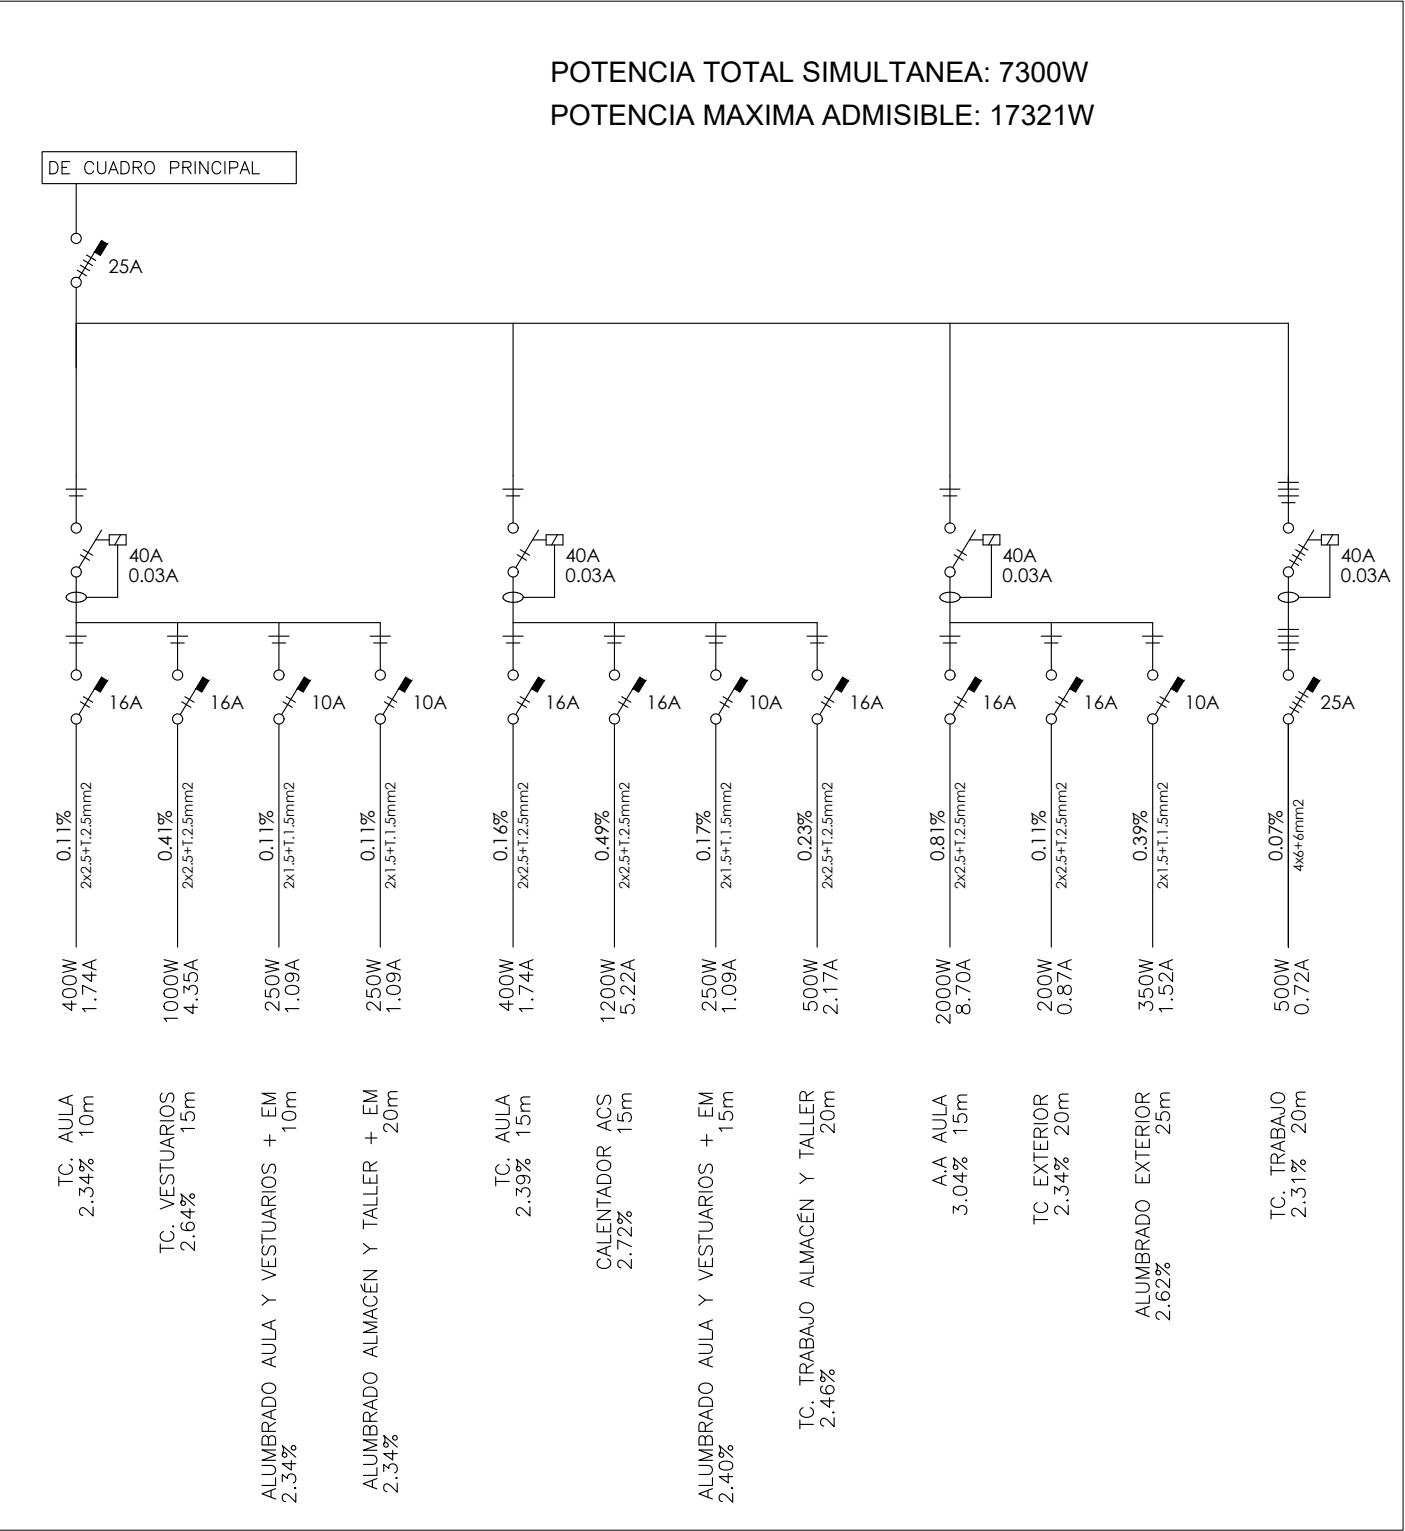 POTENCIA TOTAL SIMULTANEA: 7300W
POTENCIA MAXIMA ADMISIBLE: 17321W
DE CUADRO PRINCIPAL
25A
40A
0.03A
40A
0.03A
40A
0.03A
40A
0.03A
16A
16A
10A
10A
16A
16A
10A
16A
16A
16A
10A
25A
0.11%
2x2.5+T.2.5mm2
0.41%
2x2.5+T.2.5mm2
0.11%
2x1.5+T.1.5mm2
0.11%
2x1.5+T.1.5mm2
0.16%
2x2.5+T.2.5mm2
0.49%
2x2.5+T.2.5mm2
0.17%
2x1.5+T.1.5mm2
0.23%
2x2.5+T.2.5mm2
0.81%
2x2.5+T.2.5mm2
0.11%
2x2.5+T.2.5mm2
0.39%
2x1.5+T.1.5mm2
0.07%
4x6+6mm2
400W
1.74A
1000W
4.35A
250W
1.09A
250W
1.09A
400W
1.74A
1200W
5.22A
250W
1.09A
500W
2.17A
2000W
8.70A
200W
0.87A
350W
1.52A
500W
0.72A
TC. AULA
2.34% 10m
TC. VESTUARIOS
2.64% 15m
ALUMBRADO AULA Y VESTUARIOS + EM
2.34% 10m
ALUMBRADO ALMACÉN Y TALLER + EM
2.34% 20m
TC. AULA
2.39% 15m
CALENTADOR ACS
2.72% 15m
ALUMBRADO AULA Y VESTUARIOS + EM
2.40% 15m
TC. TRABAJO ALMACÉN Y TALLER
2.46% 20m
A.A AULA
3.04% 15m
TC EXTERIOR
2.34% 20m
ALUMBRADO EXTERIOR
2.62% 25m
TC. TRABAJO
2.31% 20m